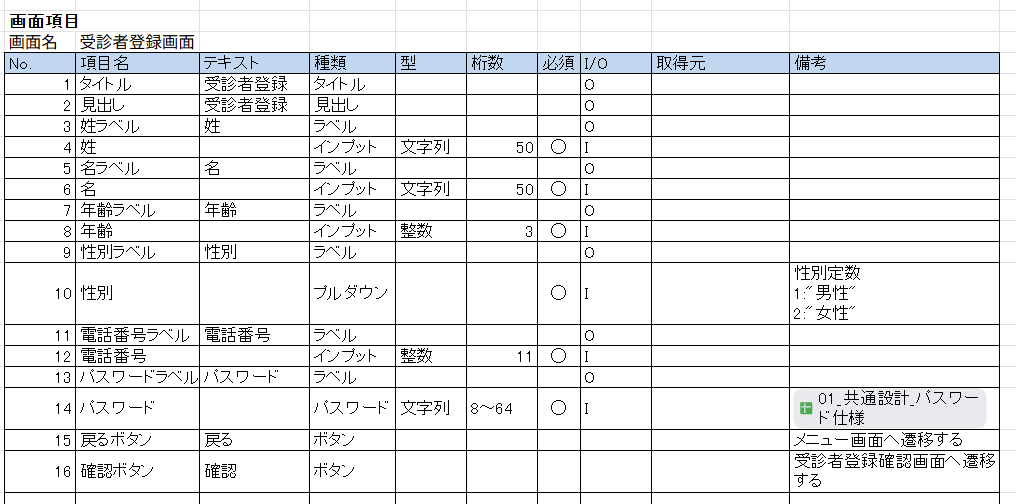 画面項目
画面名 受診者登録画面
No. 項目名 テキスト 種類 型 桁数 必須 I/O 取得元 備考
1 タイトル 受診者登録 タイトル O
2 見出し 受診者登録 見出し O
3 姓ラベル 姓 ラベル O
4 姓 インプット 文字列 50 〇 I
5 名ラベル 名 ラベル O
6 名 インプット 文字列 50 〇 I
7 年齢ラベル 年齢 ラベル O
8 年齢 インプット 整数 3 〇 I
9 性別ラベル 性別 ラベル O
10 性別 プルダウン 〇 I 性別定数
1:"男性"
2:"女性"
11 電話番号ラベル 電話番号 ラベル O
12 電話番号 インプット 整数 11 〇 I
13 パスワードラベル パスワード ラベル O
14 パスワード パスワード 文字列 8～64 〇 I 01_共通設計_パスワー
ド仕様
15 戻るボタン 戻る ボタン メニュー画面へ遷移する
16 確認ボタン 確認 ボタン 受診者登録確認画面へ遷移
する